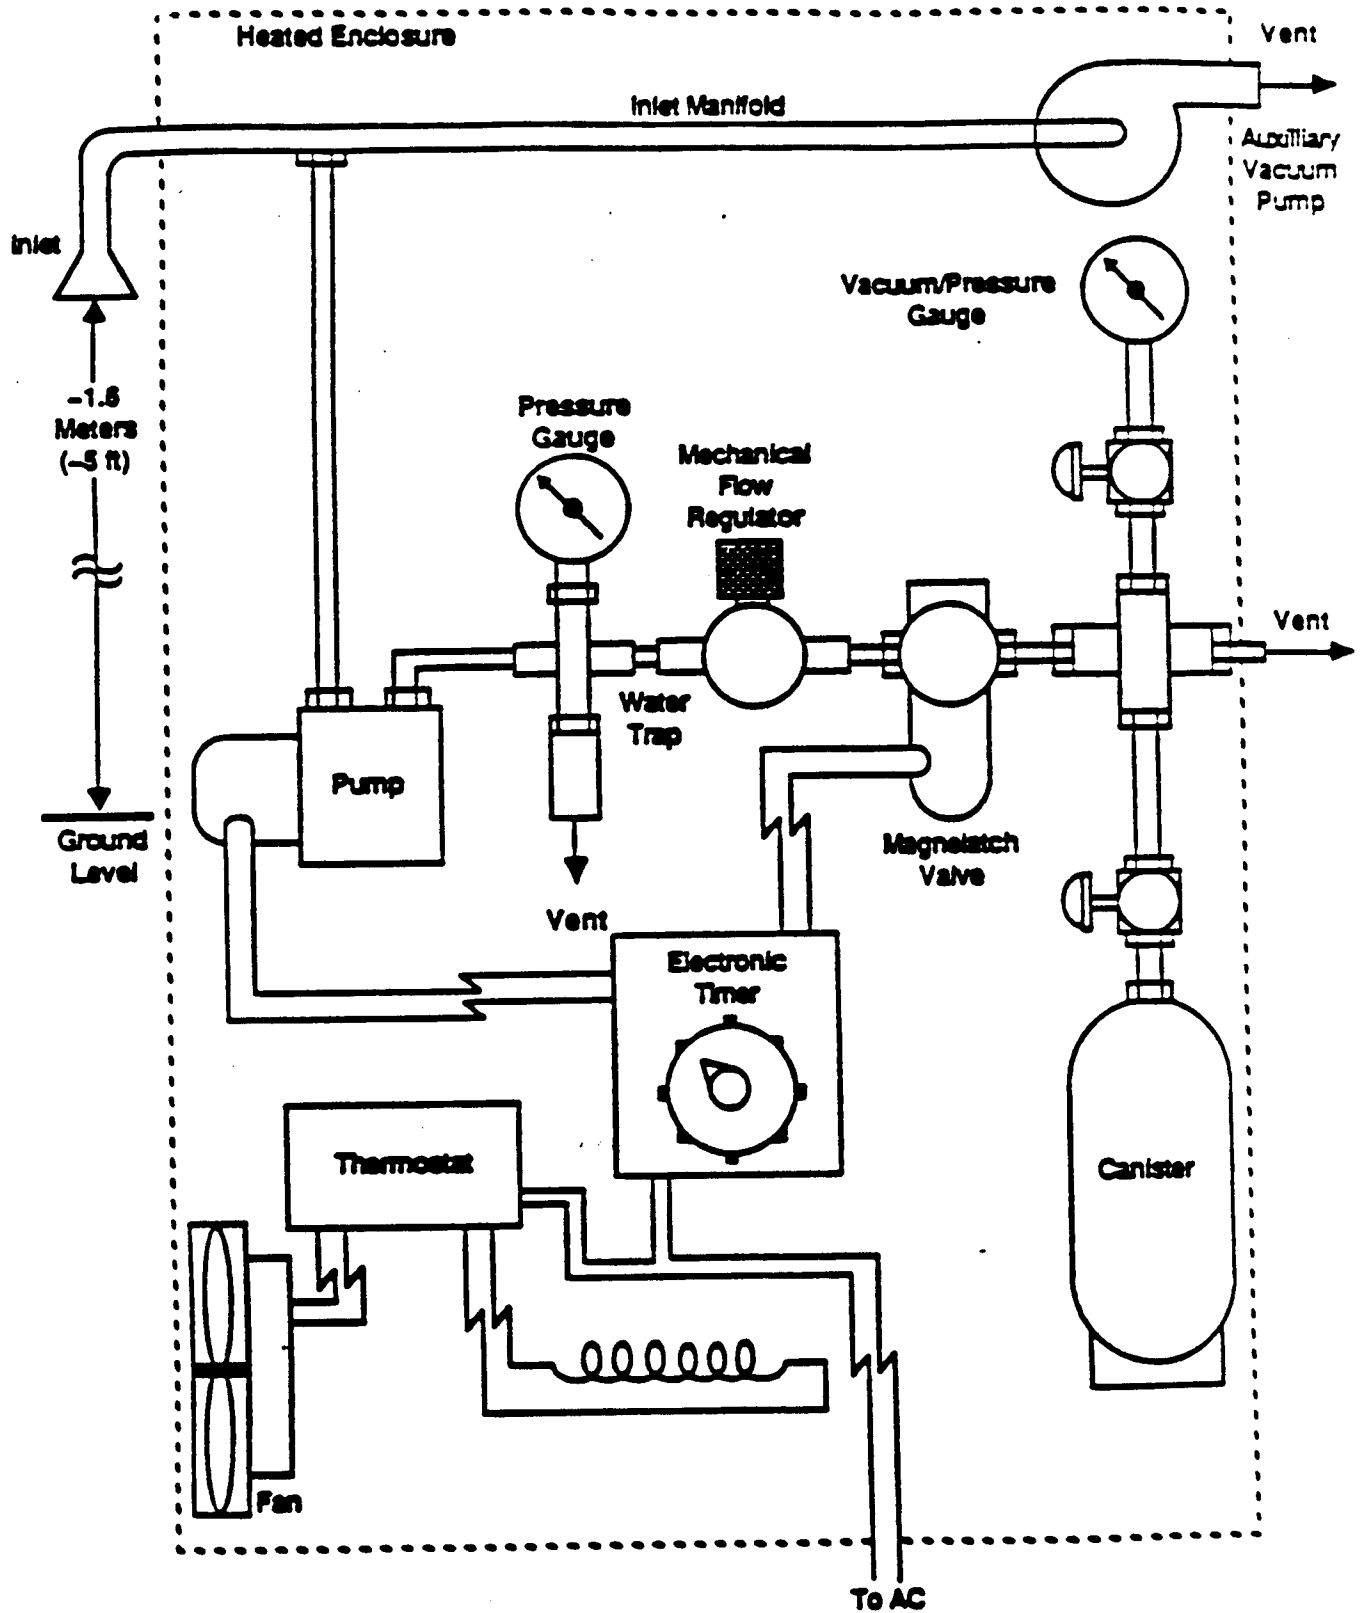 Heated Enclosure
Vent
Inlet Manifold
Auxilliary
Vacuum
Pump
Inlet
Vacuum/Pressure
Gauge
~1.5
Meters
(~5 ft)
Pressure
Gauge
Mechanical
Flow
Regulator
Vent
Water
Trap
Pump
Ground
Level
Magnelatch
Valve
Vent
Electronic
Timer
Thermostat
Canister
Fan
To AC